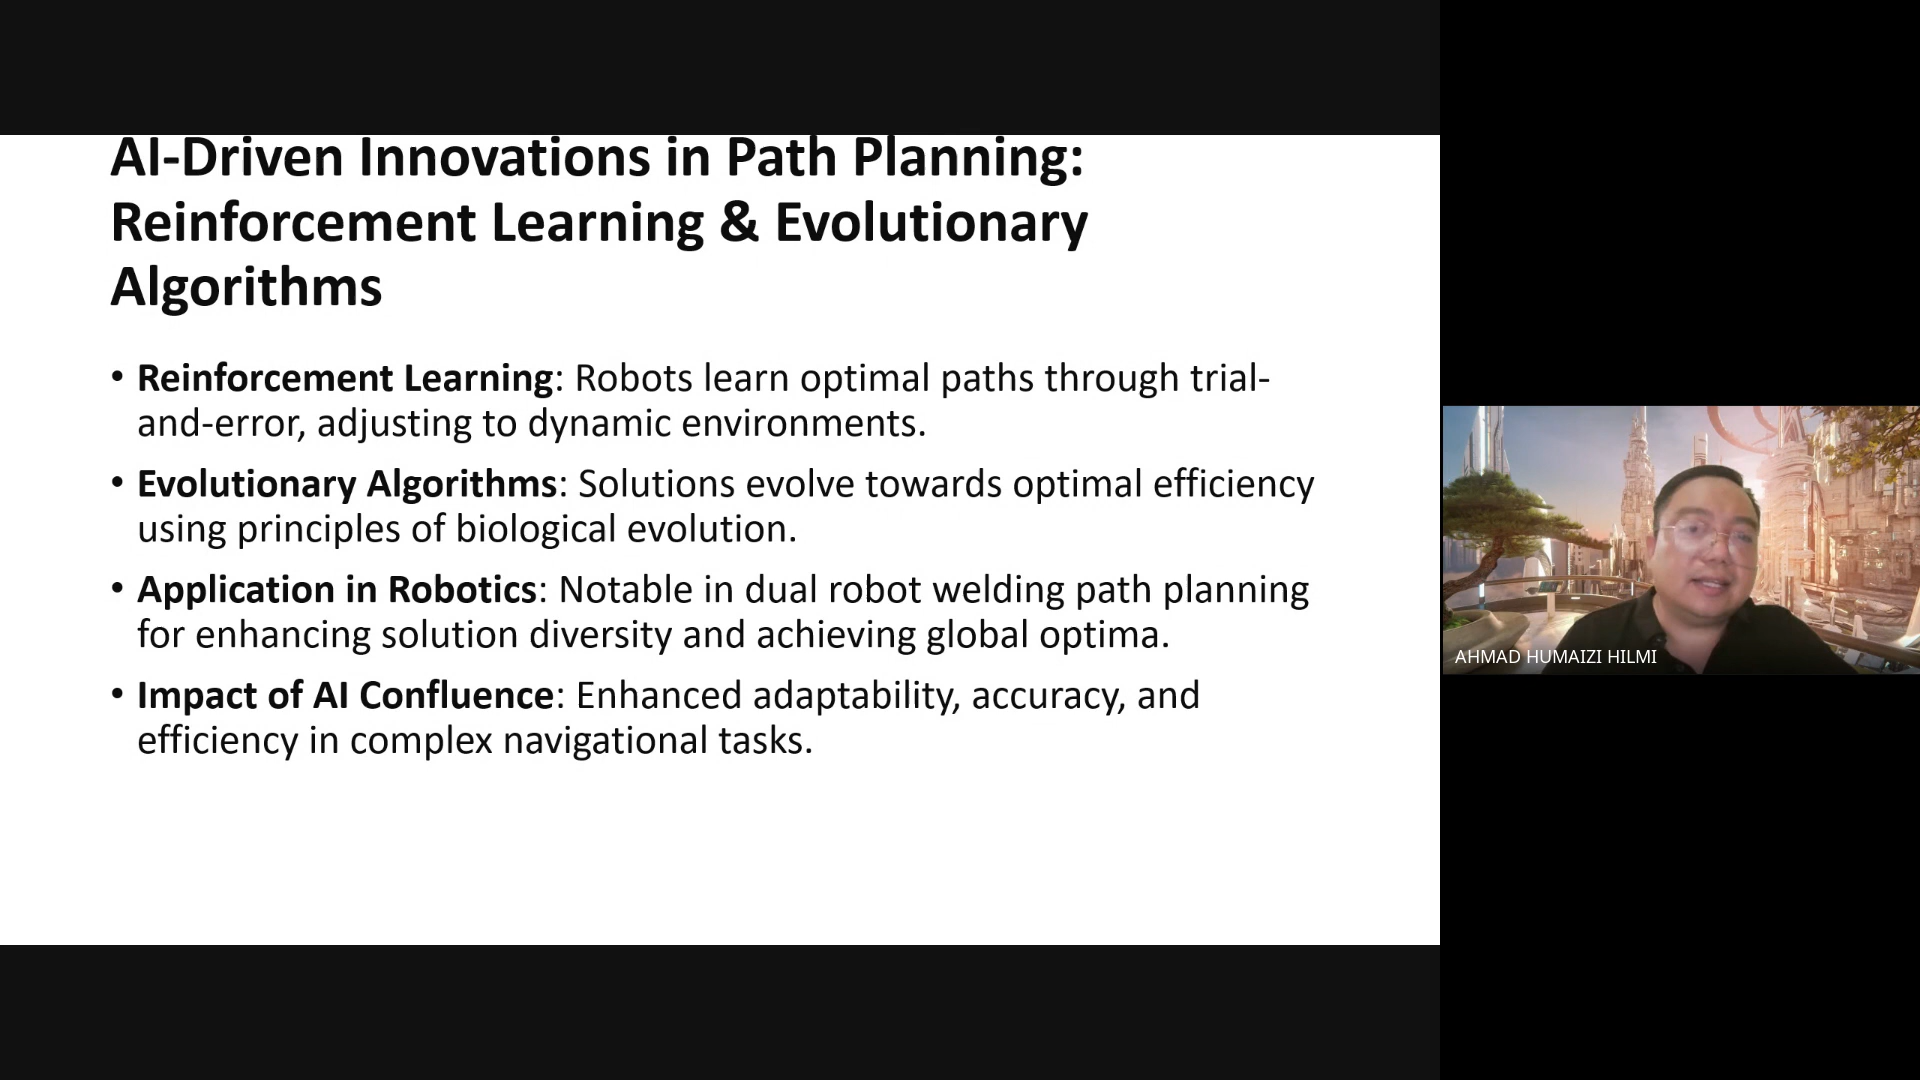 AI-Driven Innovations in Path Planning:
Reinforcement Learning & Evolutionary
Algorithms
• Reinforcement Learning: Robots learn optimal paths through trial-
and-error, adjusting to dynamic environments.
• Evolutionary Algorithms: Solutions evolve towards optimal efficiency
using principles of biological evolution.
• Application in Robotics: Notable in dual robot welding path planning
for enhancing solution diversity and achieving global optima.
• Impact of AI Confluence: Enhanced adaptability, accuracy, and
efficiency in complex navigational tasks.
AHMAD HUMAIZI HILMI